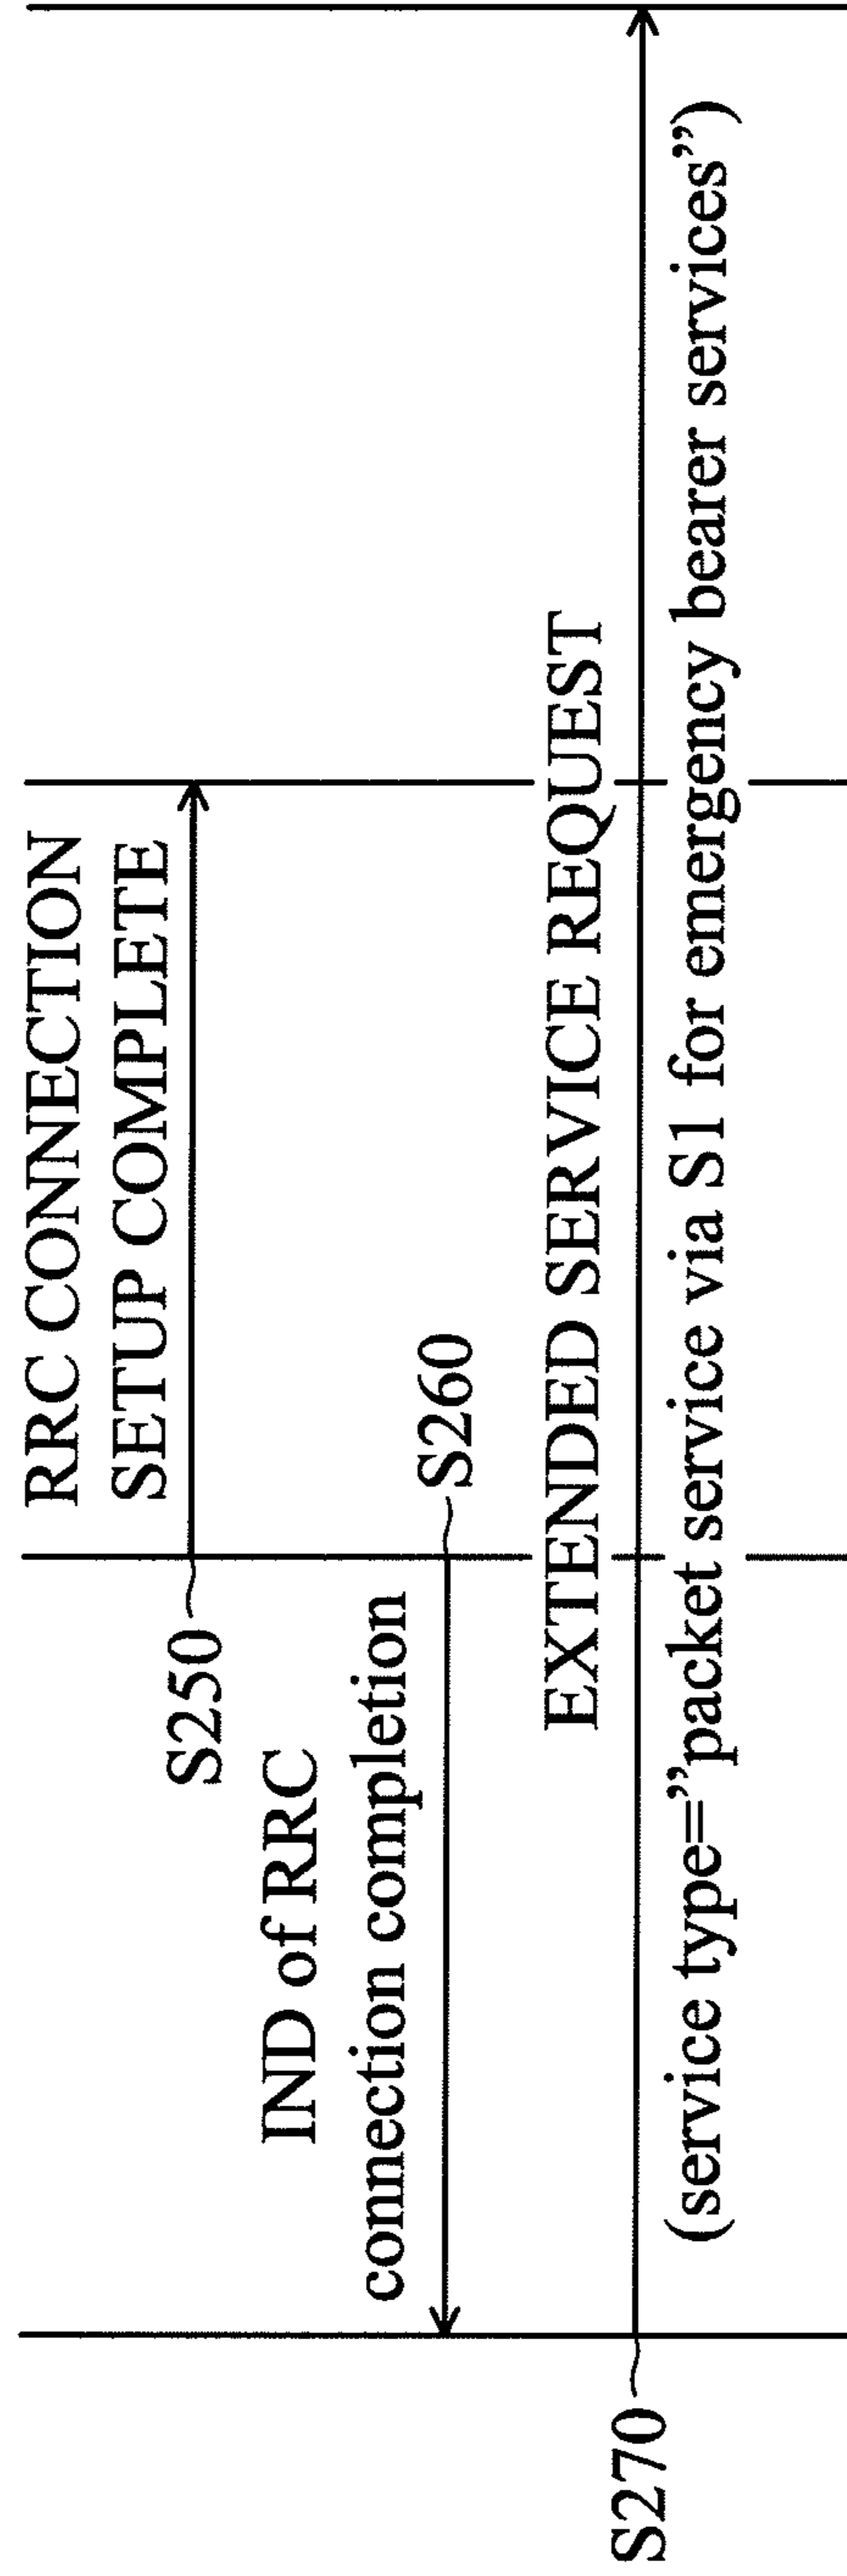 RRC CONNECTION
SETUP COMPLETE
S250
IND of RRC
connection completion
S260
EXTENDED SERVICE REQUEST
S270
(service type=”packet service via S1 for emergency bearer services”)